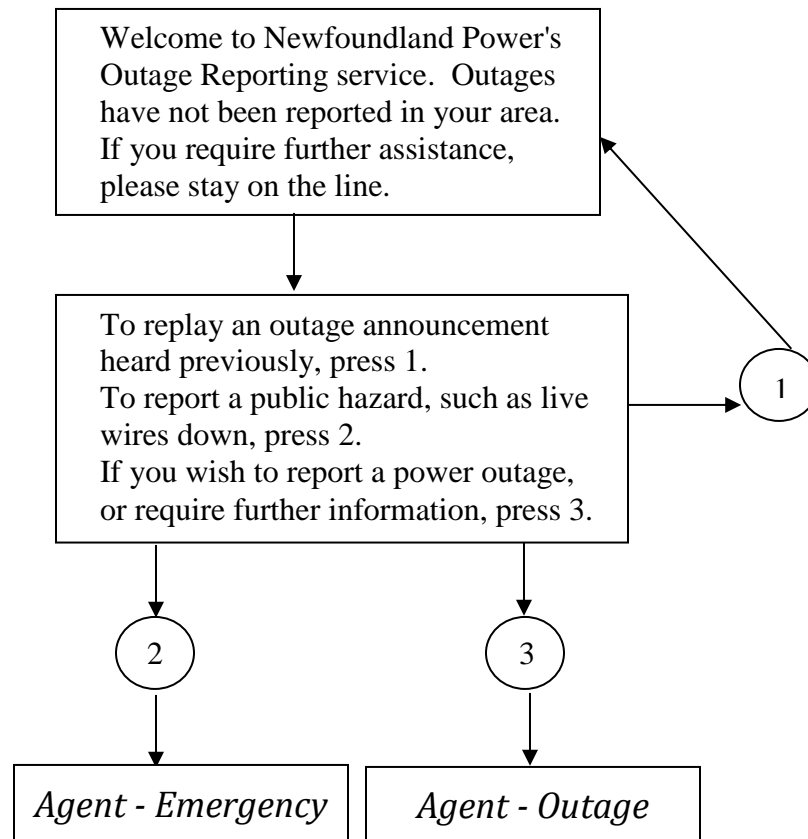 Welcome to Newfoundland Power's
Outage Reporting service.  Outages
have not been reported in your area.
If you require further assistance,
please stay on the line.
To replay an outage announcement
heard previously, press 1.
To report a public hazard, such as live
wires down, press 2.
If you wish to report a power outage,
or require further information, press 3.
1
2
3
Agent - Emergency
Agent - Outage